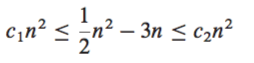 c₁n² ≤ ½n² − 3n ≤ c₂n²